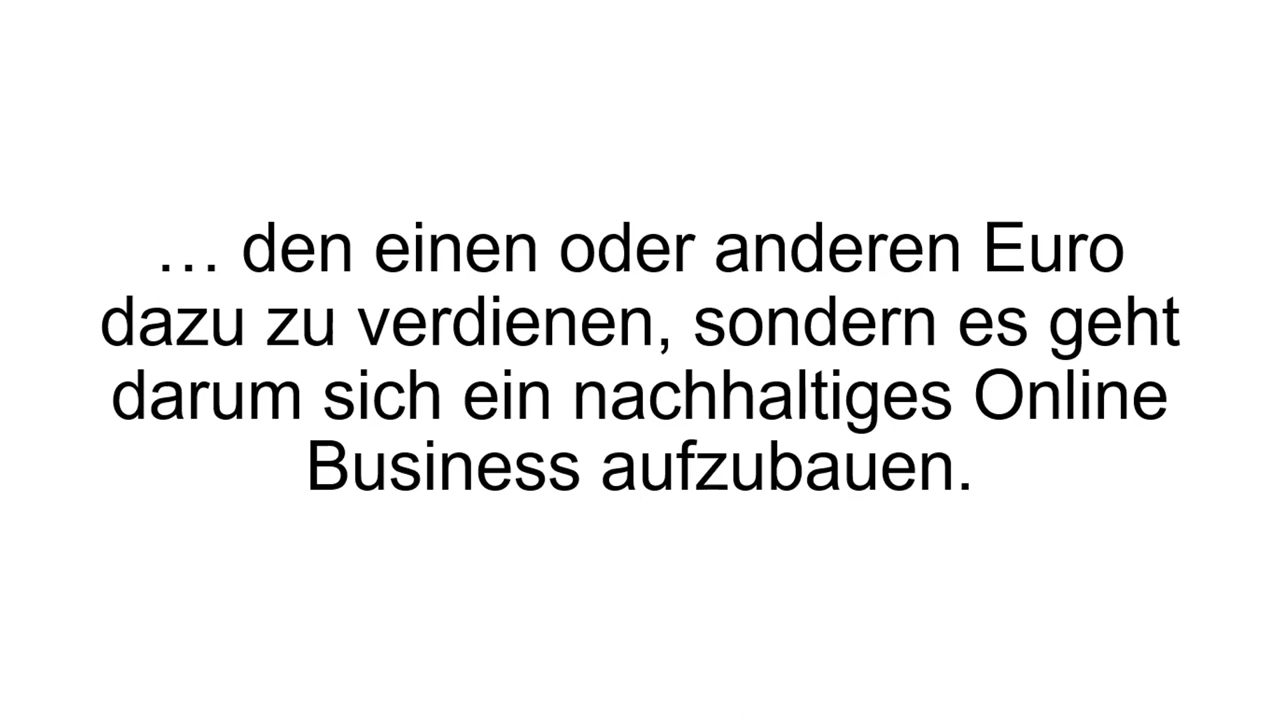 … den einen oder anderen Euro
dazu zu verdienen, sondern es geht
darum sich ein nachhaltiges Online
Business aufzubauen.